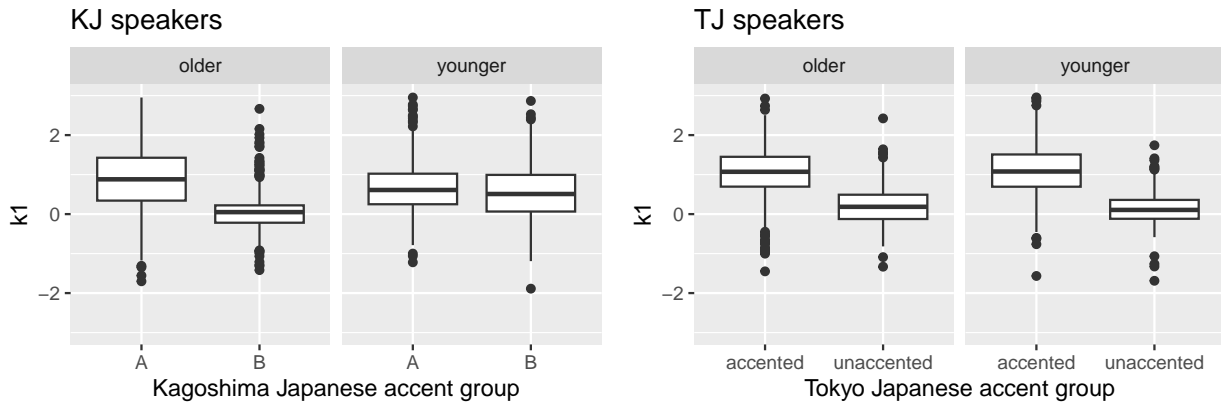 KJ speakers
older
younger
2
0
−2
k1
A
B
A
B
Kagoshima Japanese accent group
TJ speakers
older
younger
2
0
−2
k1
accented
unaccented
accented
unaccented
Tokyo Japanese accent group